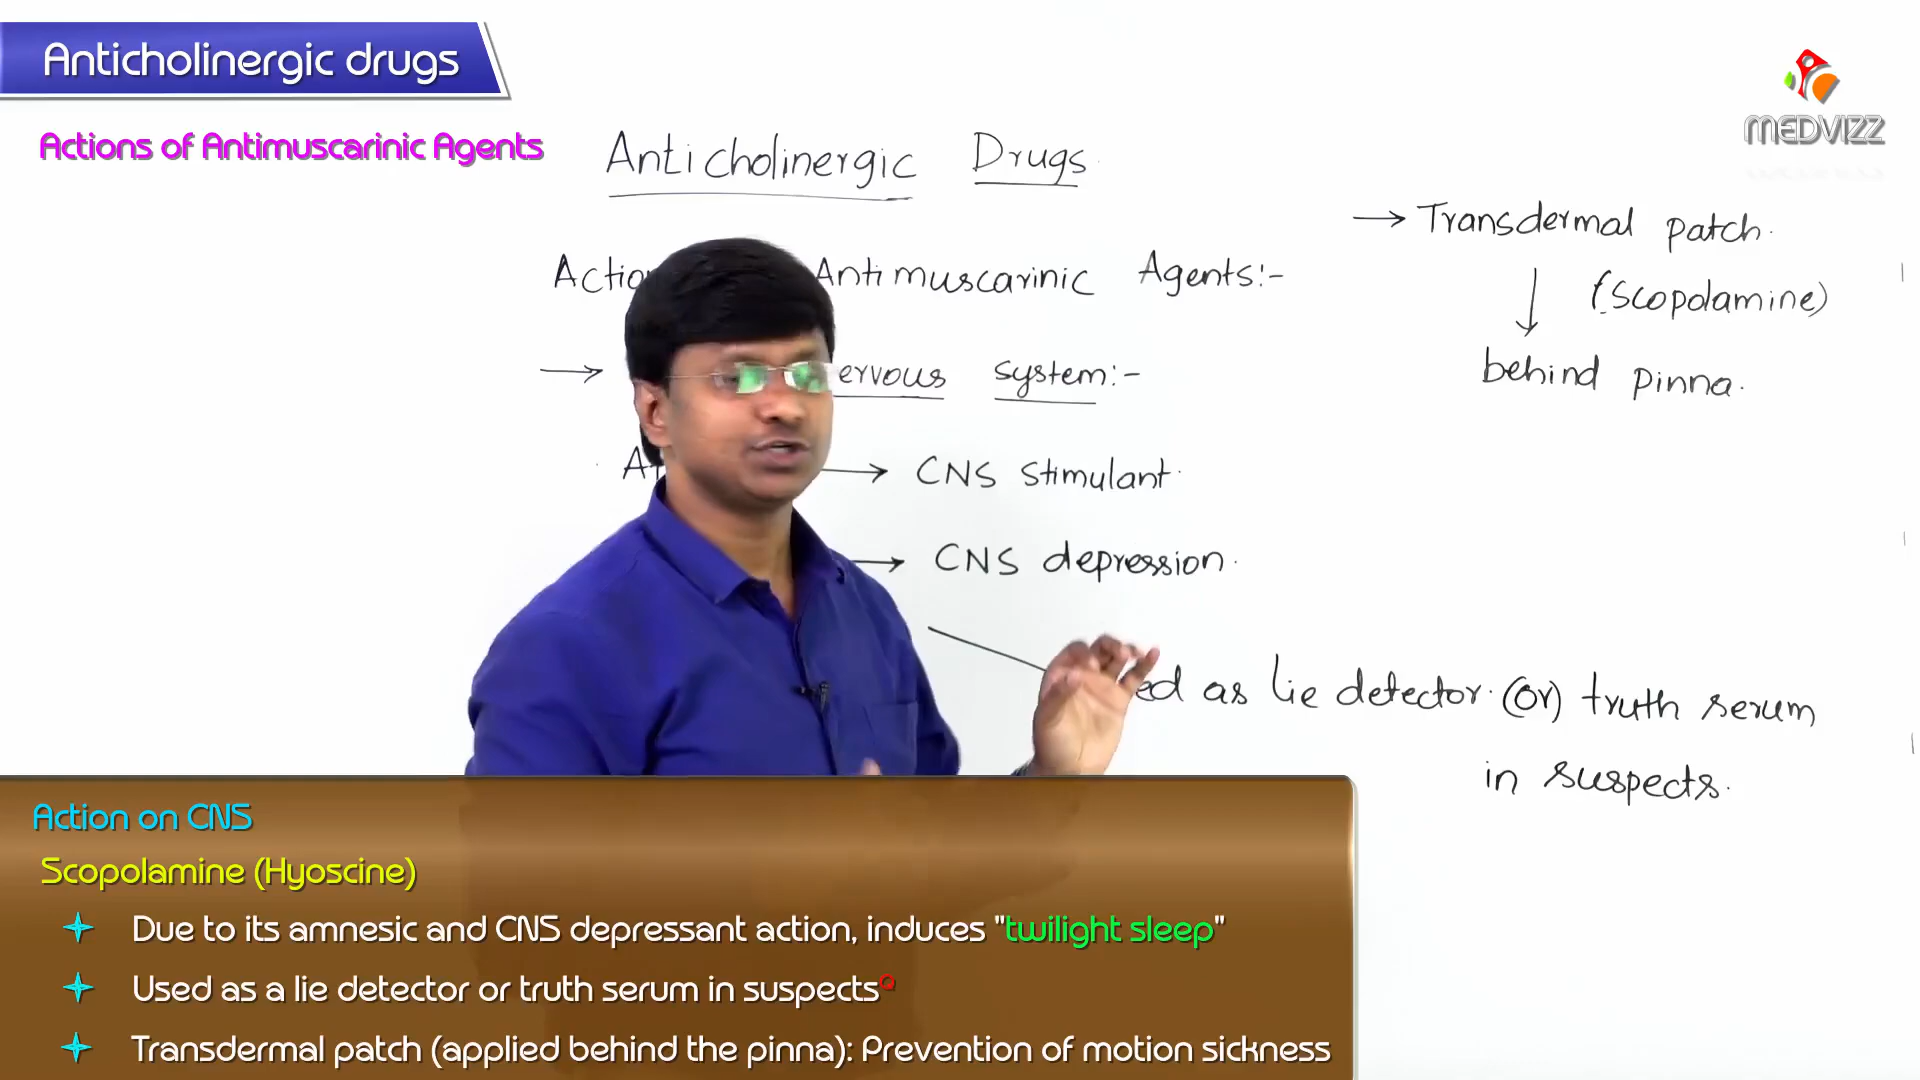 Anticholinergic drugs
MEDVIZZ
Actions of Antimuscarinic Agents
Anticholinergic Drugs
→ Transdermal patch.
(Scopolamine)
behind pinna.
Actio Antimuscarinic Agents:-
→ ervous system:-
At → CNS stimulant.
→ CNS depression.
ed as lie detector (or) truth serum
in suspects.
Action on CNS
Scopolamine (Hyoscine)
Due to its amnesic and CNS depressant action, induces "twilight sleep"
Used as a lie detector or truth serum in suspectsQ
Transdermal patch (applied behind the pinna): Prevention of motion sickness